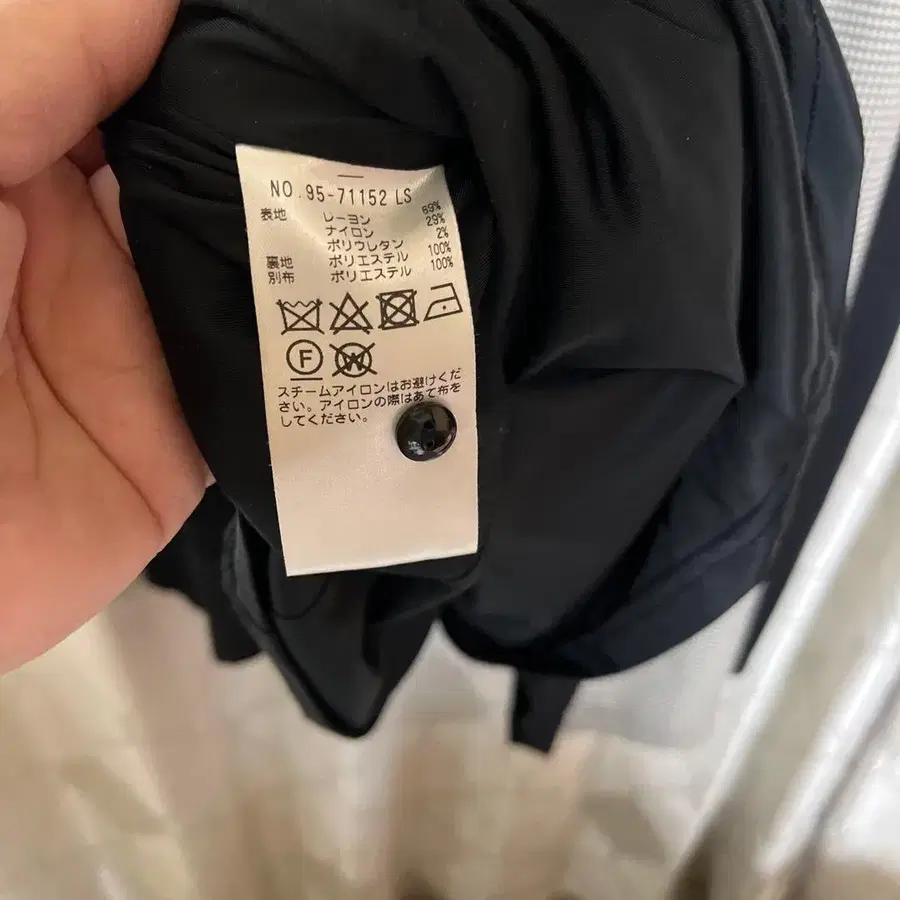 NO.95-71152 LS
表地 レーヨン 69%
ナイロン 29%
ポリウレタン 2%
裏地 ポリエステル 100%
別布 ポリエステル 100%
F W
スチームアイロンはお避けくだ
さい。アイロンの際はあて布を
してください。